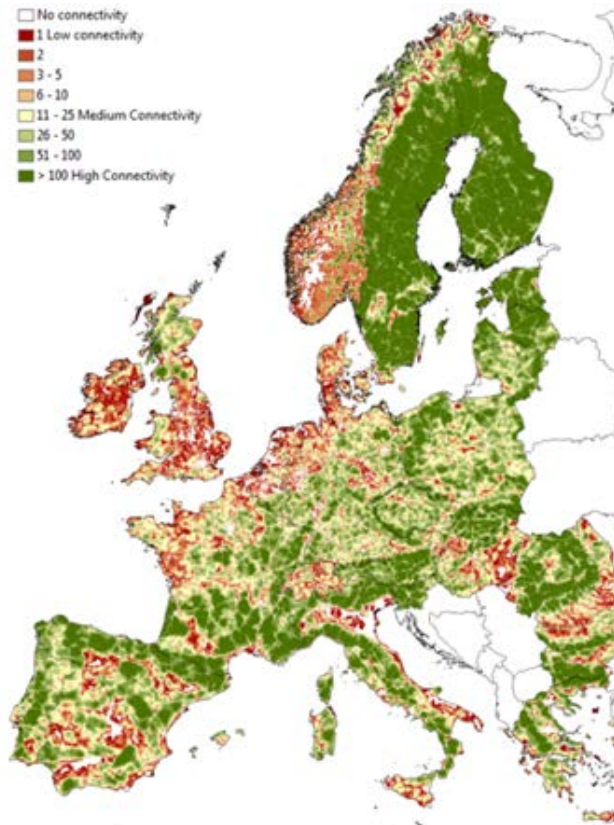 No connectivity
1 Low connectivity
2
3 - 5
6 - 10
11 - 25 Medium Connectivity
26 - 50
51 - 100
> 100 High Connectivity